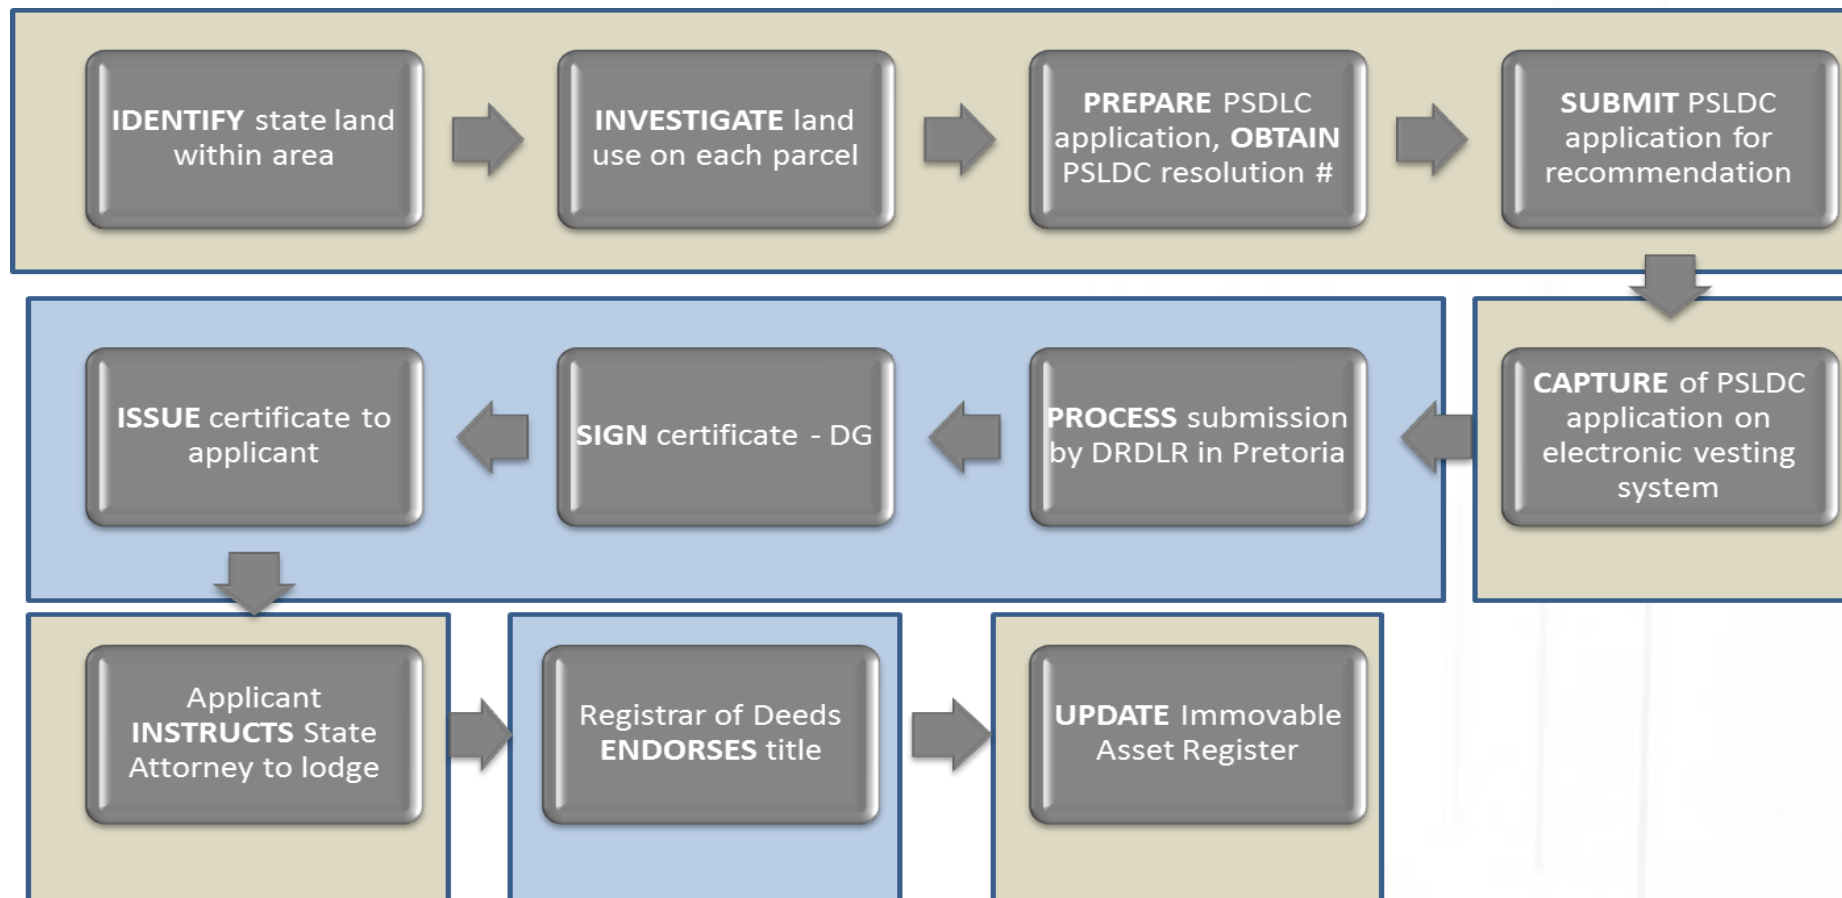 IDENTIFY state land
within area
INVESTIGATE land
use on each parcel
PREPARE PSDLC
application, OBTAIN
PSLDC resolution #
SUBMIT PSLDC
application for
recommendation
CAPTURE of PSLDC
application on
electronic vesting
system
PROCESS submission
by DRDLR in Pretoria
SIGN certificate - DG
ISSUE certificate to
applicant
Applicant
INSTRUCTS State
Attorney to lodge
Registrar of Deeds
ENDORSES title
UPDATE Immovable
Asset Register